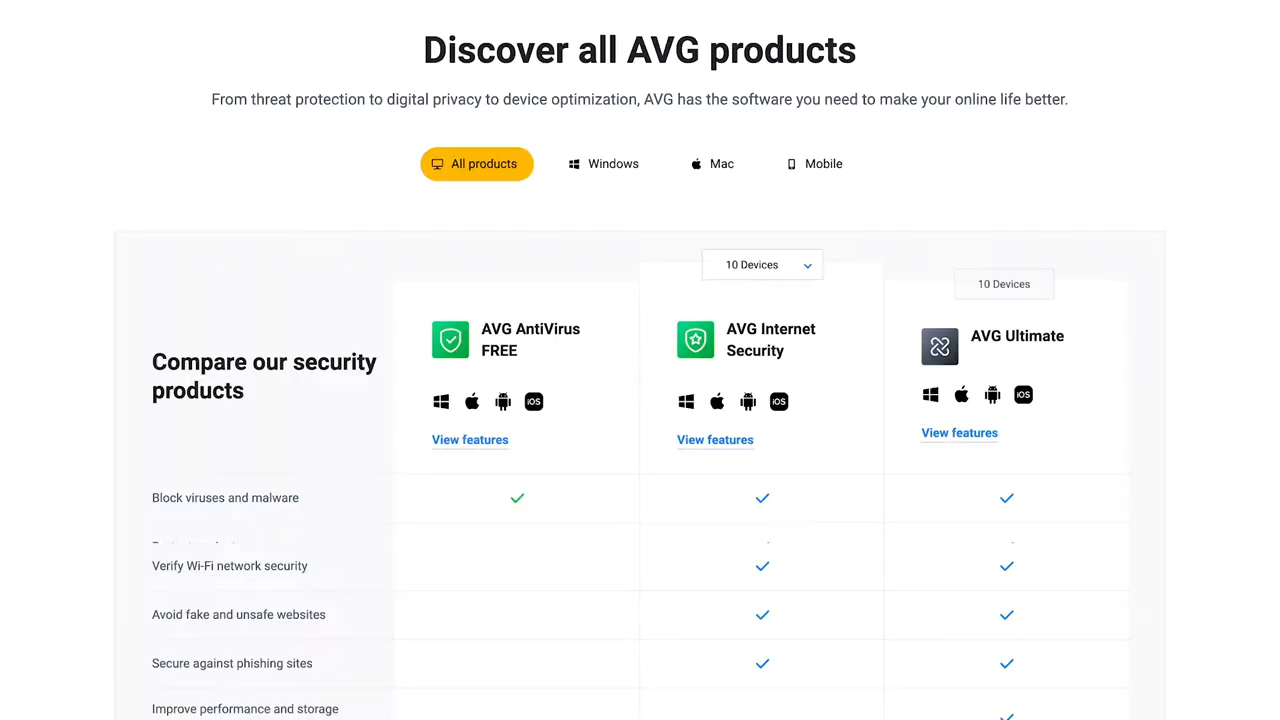 Discover all AVG products
From threat protection to digital privacy to device optimization, AVG has the software you need to make your online life better.
All products
Windows
Mac
Mobile
10 Devices
10 Devices
Compare our security
products
AVG AntiVirus
FREE
AVG Internet
Security
AVG Ultimate
iOS
iOS
iOS
View features
View features
View features
Block viruses and malware
Verify Wi-Fi network security
Avoid fake and unsafe websites
Secure against phishing sites
Improve performance and storage